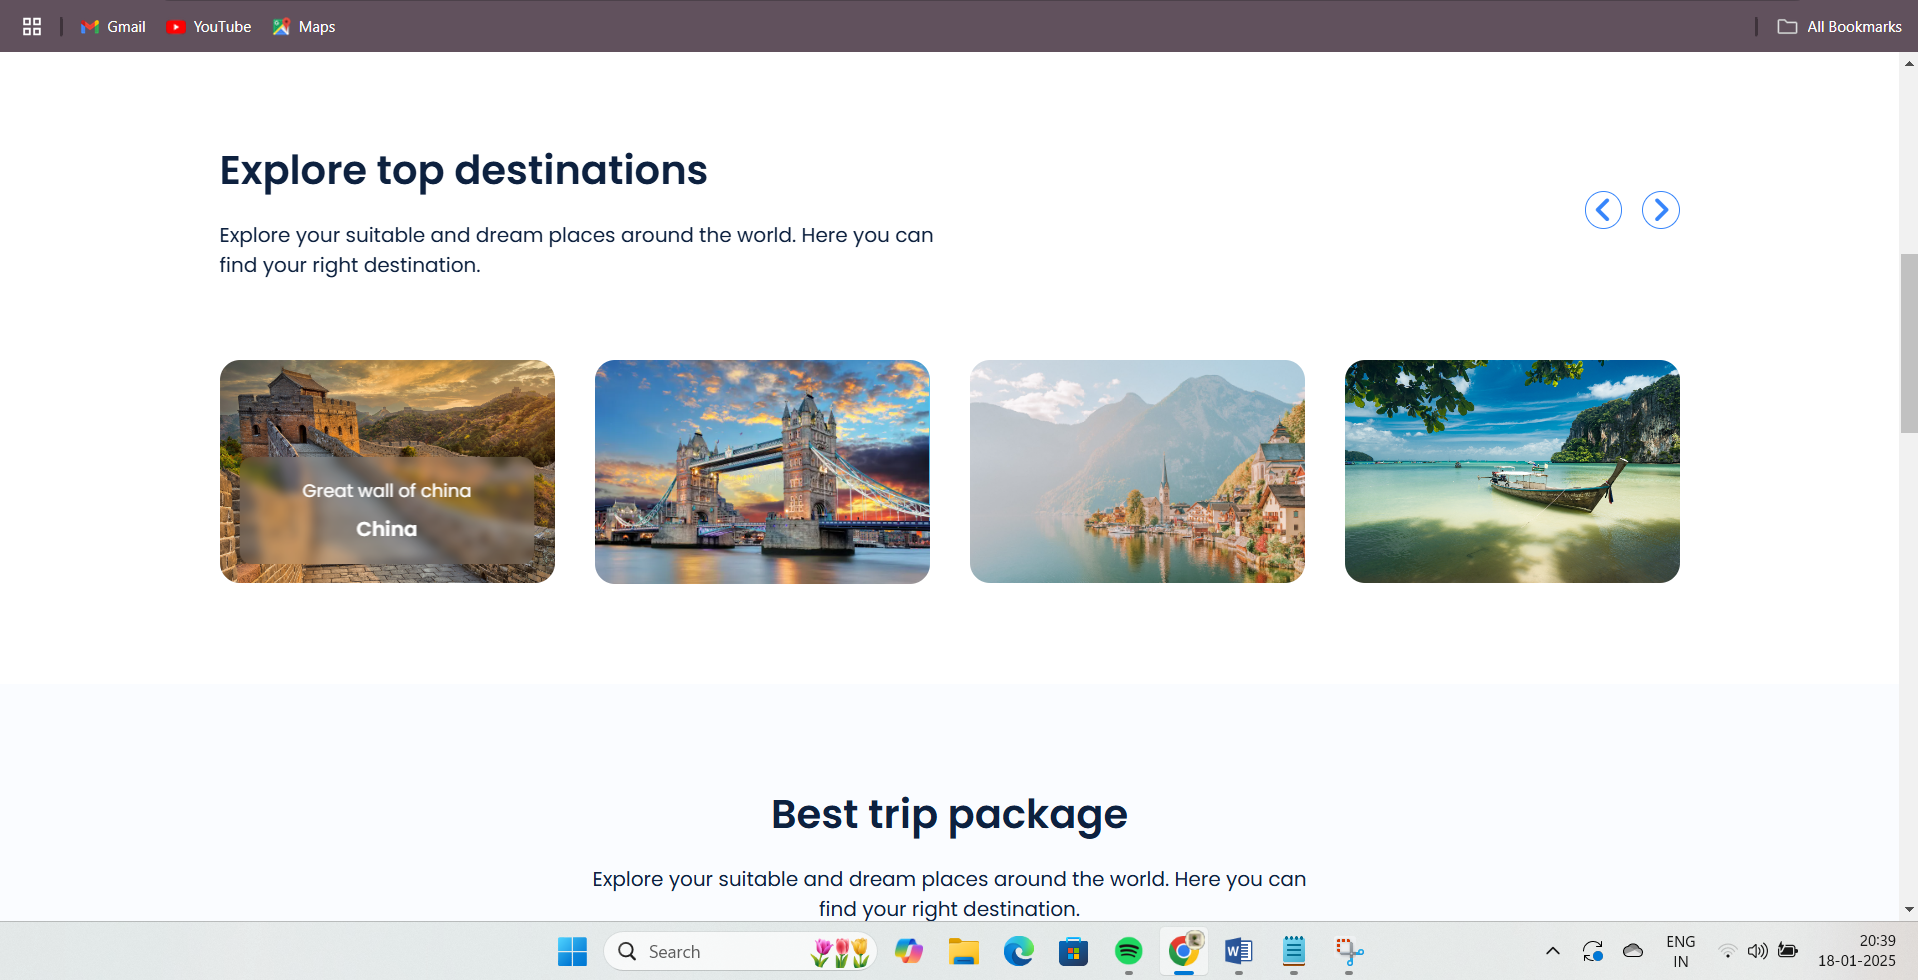 Gmail
YouTube
Maps
All Bookmarks
Explore top destinations
Explore your suitable and dream places around the world. Here you can
find your right destination.
Great wall of china
China
Best trip package
Explore your suitable and dream places around the world. Here you can
find your right destination.
Search
ENG
IN
20:39
18-01-2025